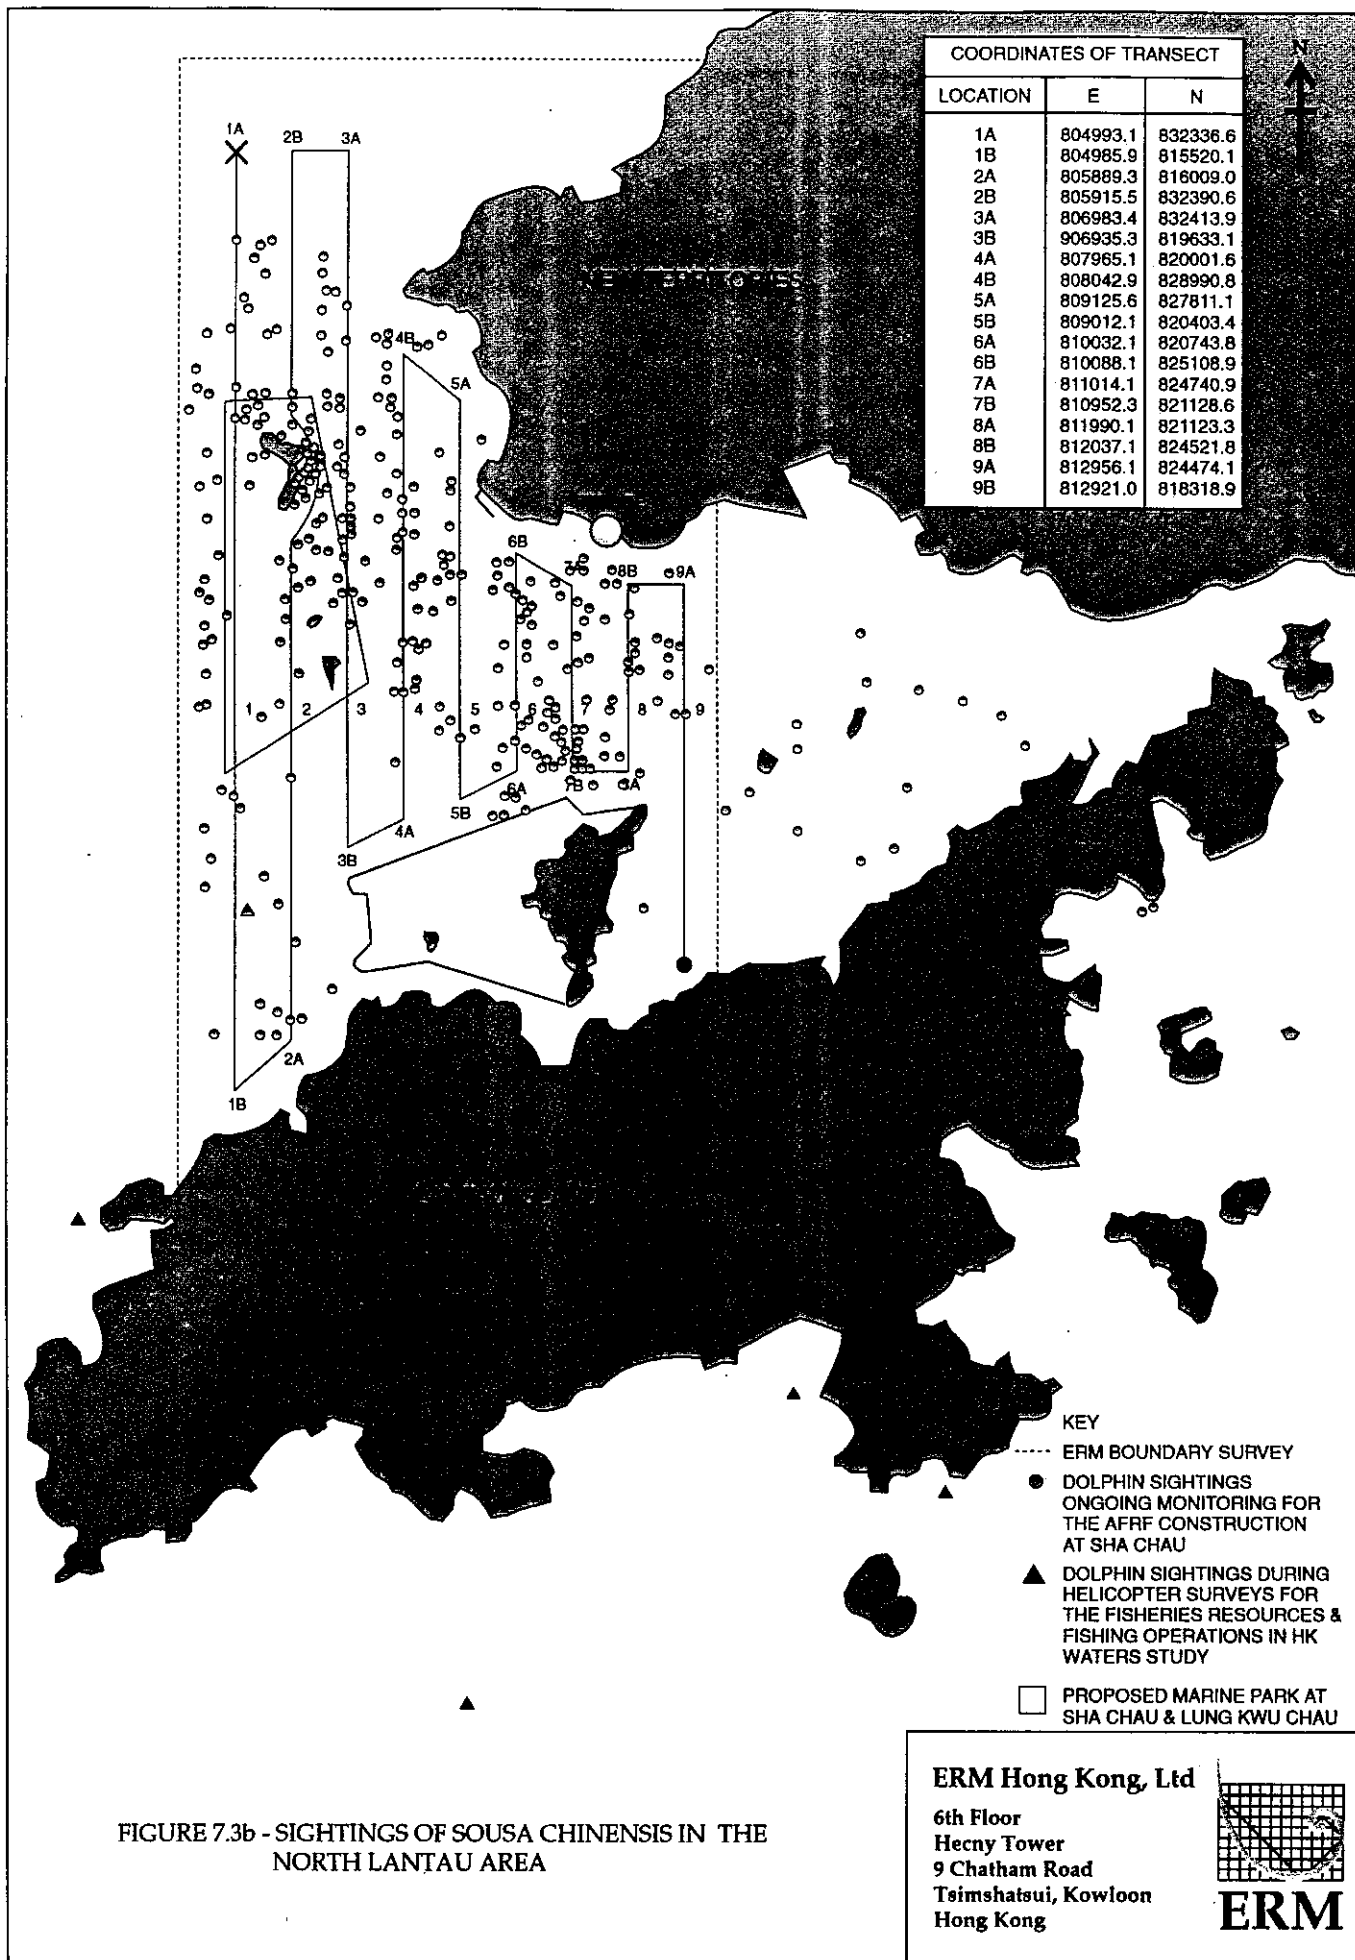 COORDINATES OF TRANSECT
LOCATION E N
1A 804993.1 832336.6
1B 804985.9 815520.1
2A 805889.3 816009.0
2B 805915.5 832390.6
3A 806983.4 832413.9
3B 906935.3 819633.1
4A 807965.1 820001.6
4B 808042.9 828990.8
5A 809125.6 827811.1
5B 809012.1 820403.4
6A 810032.1 820743.8
6B 810088.1 825108.9
7A 811014.1 824740.9
7B 810952.3 821128.6
8A 811990.1 821123.3
8B 812037.1 824521.8
9A 812956.1 824474.1
9B 812921.0 818318.9
N
1A
2B
3A
NEW TERRITORIES
4B
5A
6B
7A
8B
9A
1
2
3
4
5
6
7
8
9
5B
6A
7B
8A
4A
3B
2A
1B
KEY
ERM BOUNDARY SURVEY
DOLPHIN SIGHTINGS
ONGOING MONITORING FOR
THE AFRF CONSTRUCTION
AT SHA CHAU
DOLPHIN SIGHTINGS DURING
HELICOPTER SURVEYS FOR
THE FISHERIES RESOURCES &
FISHING OPERATIONS IN HK
WATERS STUDY
PROPOSED MARINE PARK AT
SHA CHAU & LUNG KWU CHAU
FIGURE 7.3b - SIGHTINGS OF SOUSA CHINENSIS IN THE
NORTH LANTAU AREA
ERM Hong Kong, Ltd
6th Floor
Hecny Tower
9 Chatham Road
Tsimshatsui, Kowloon
Hong Kong
ERM